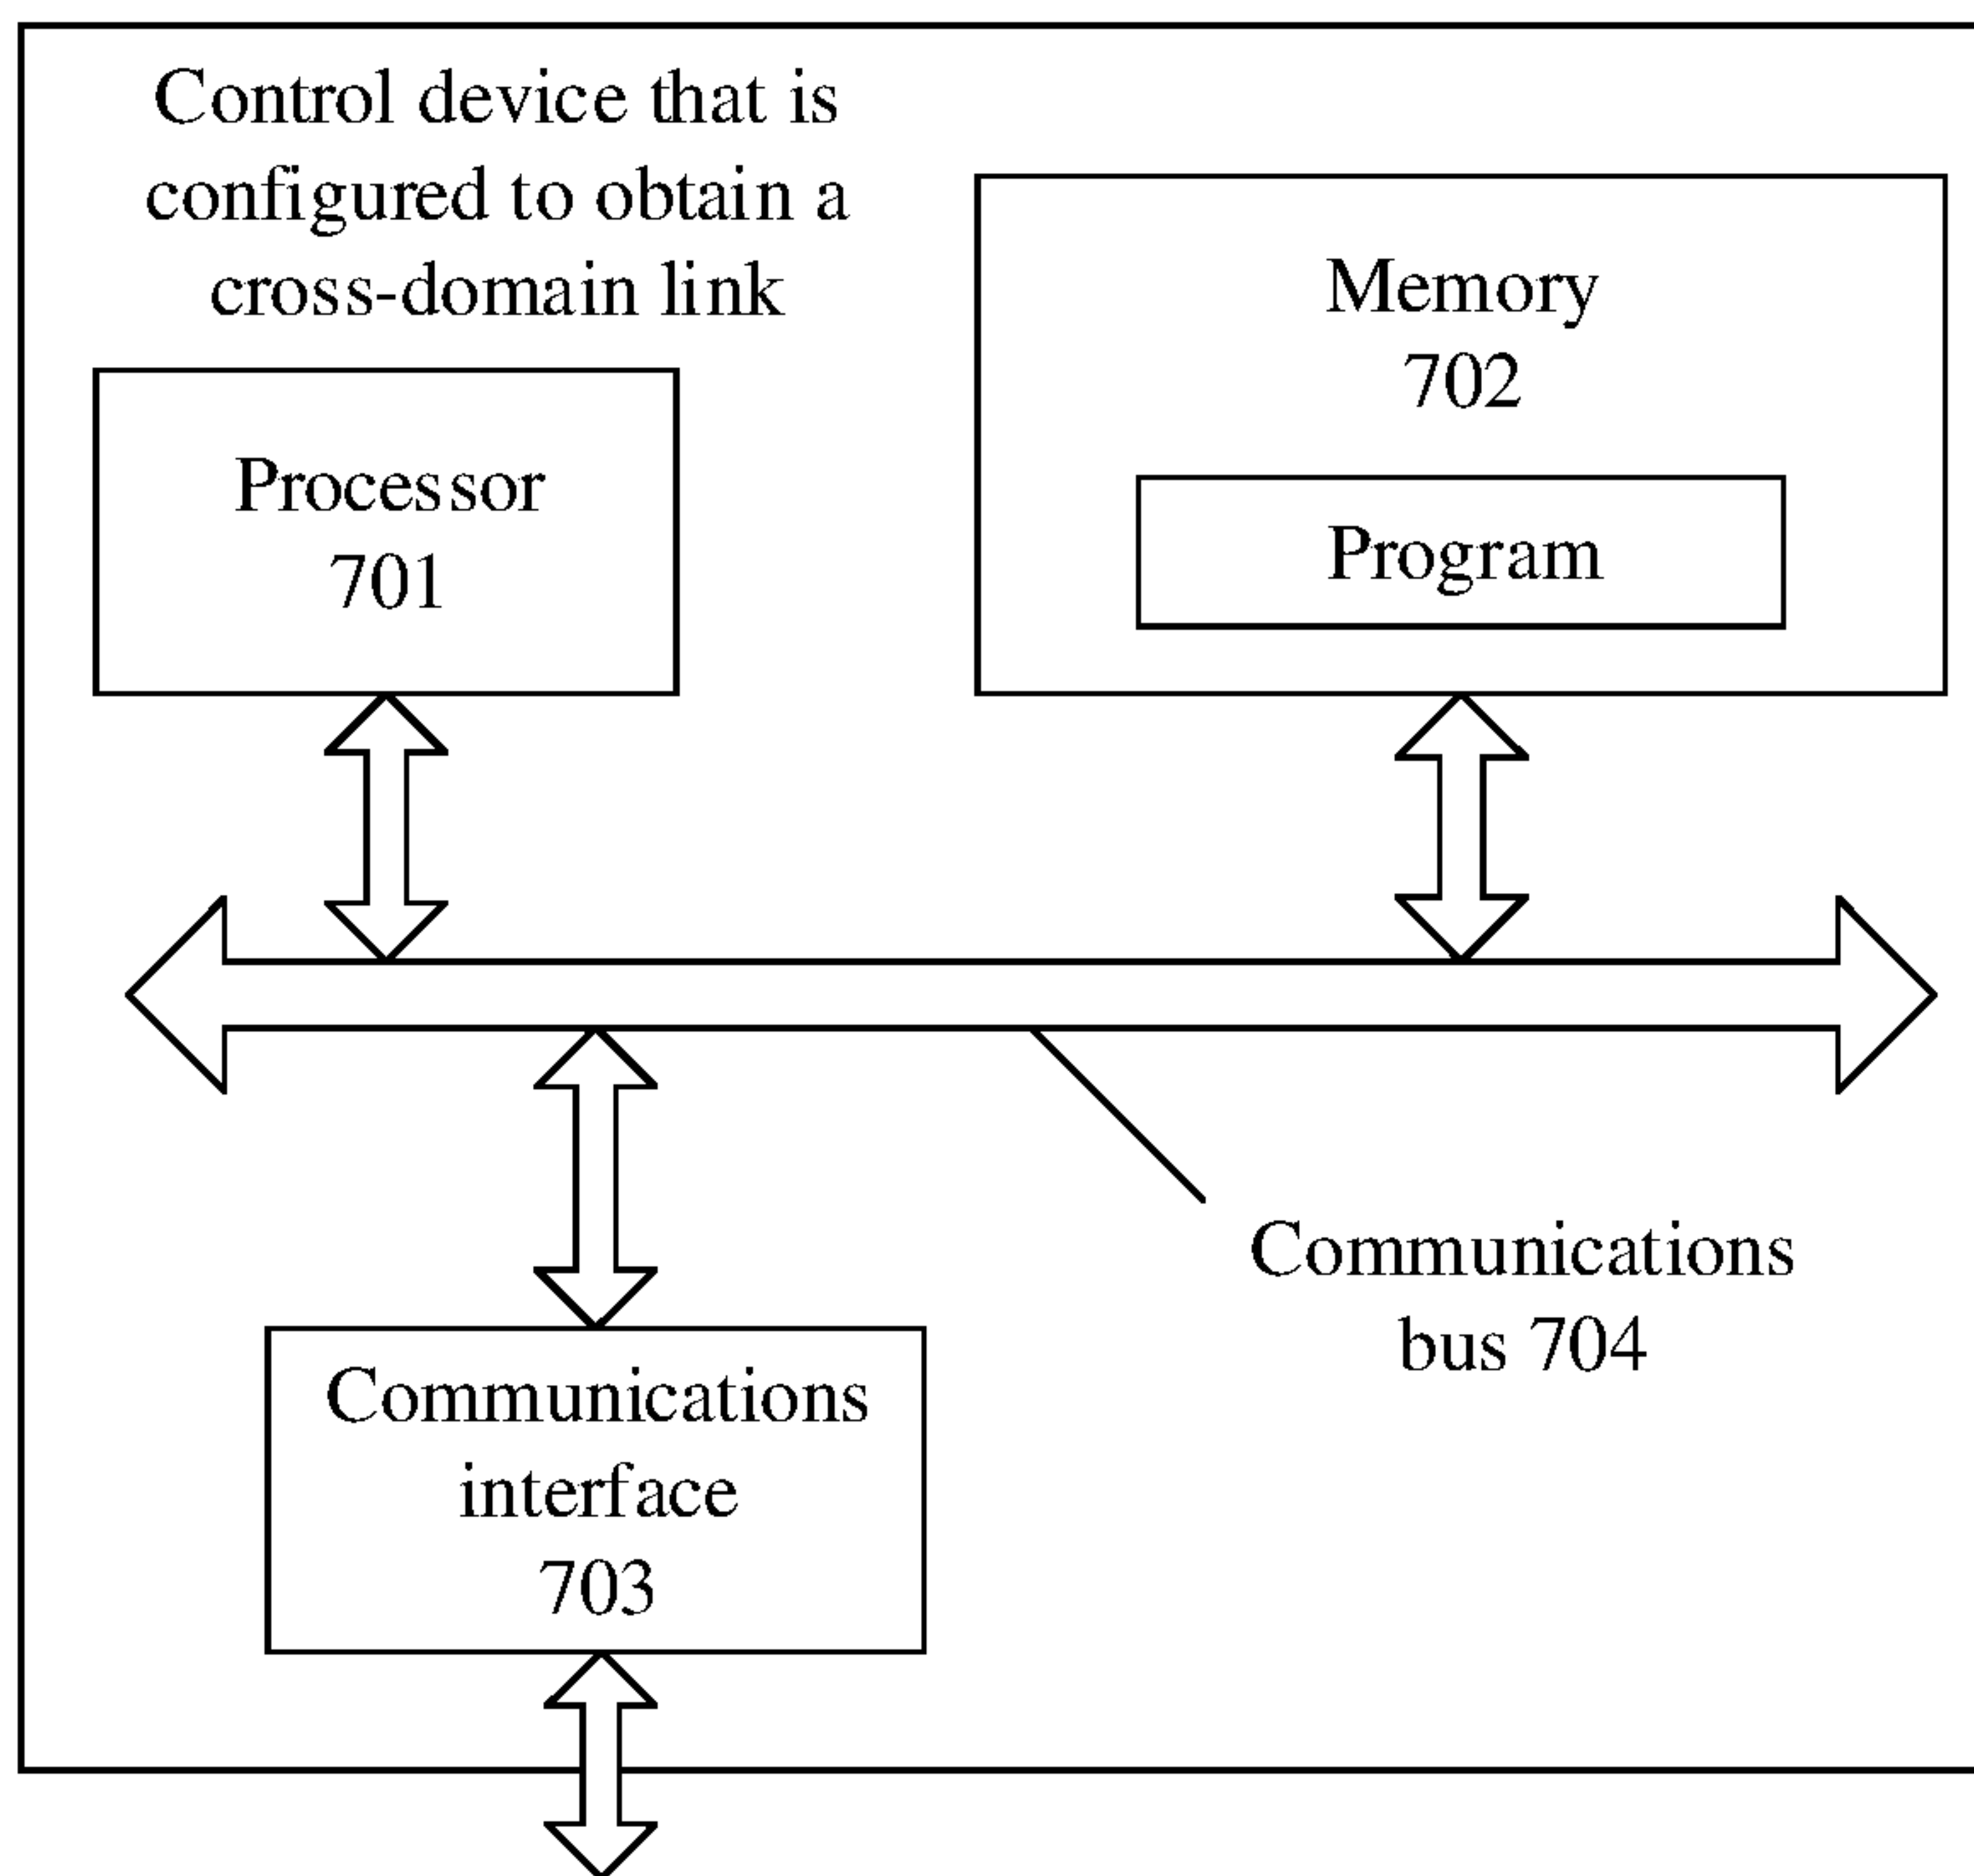 Control device that is
configured to obtain a
cross-domain link
Processor
701
Memory
702
Program
Communications
bus 704
Communications
interface
703